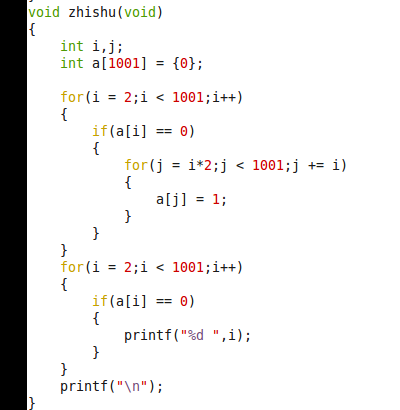 void zhishu(void)
{
    int i,j;
    int a[1001] = {0};

    for(i = 2;i < 1001;i++)
    {
        if(a[i] == 0)
        {
            for(j = i*2;j < 1001;j += i)
            {
                a[j] = 1;
            }
        }
    }
    for(i = 2;i < 1001;i++)
    {
        if(a[i] == 0)
        {
            printf("%d ",i);
        }
    }
    printf("\n");
}